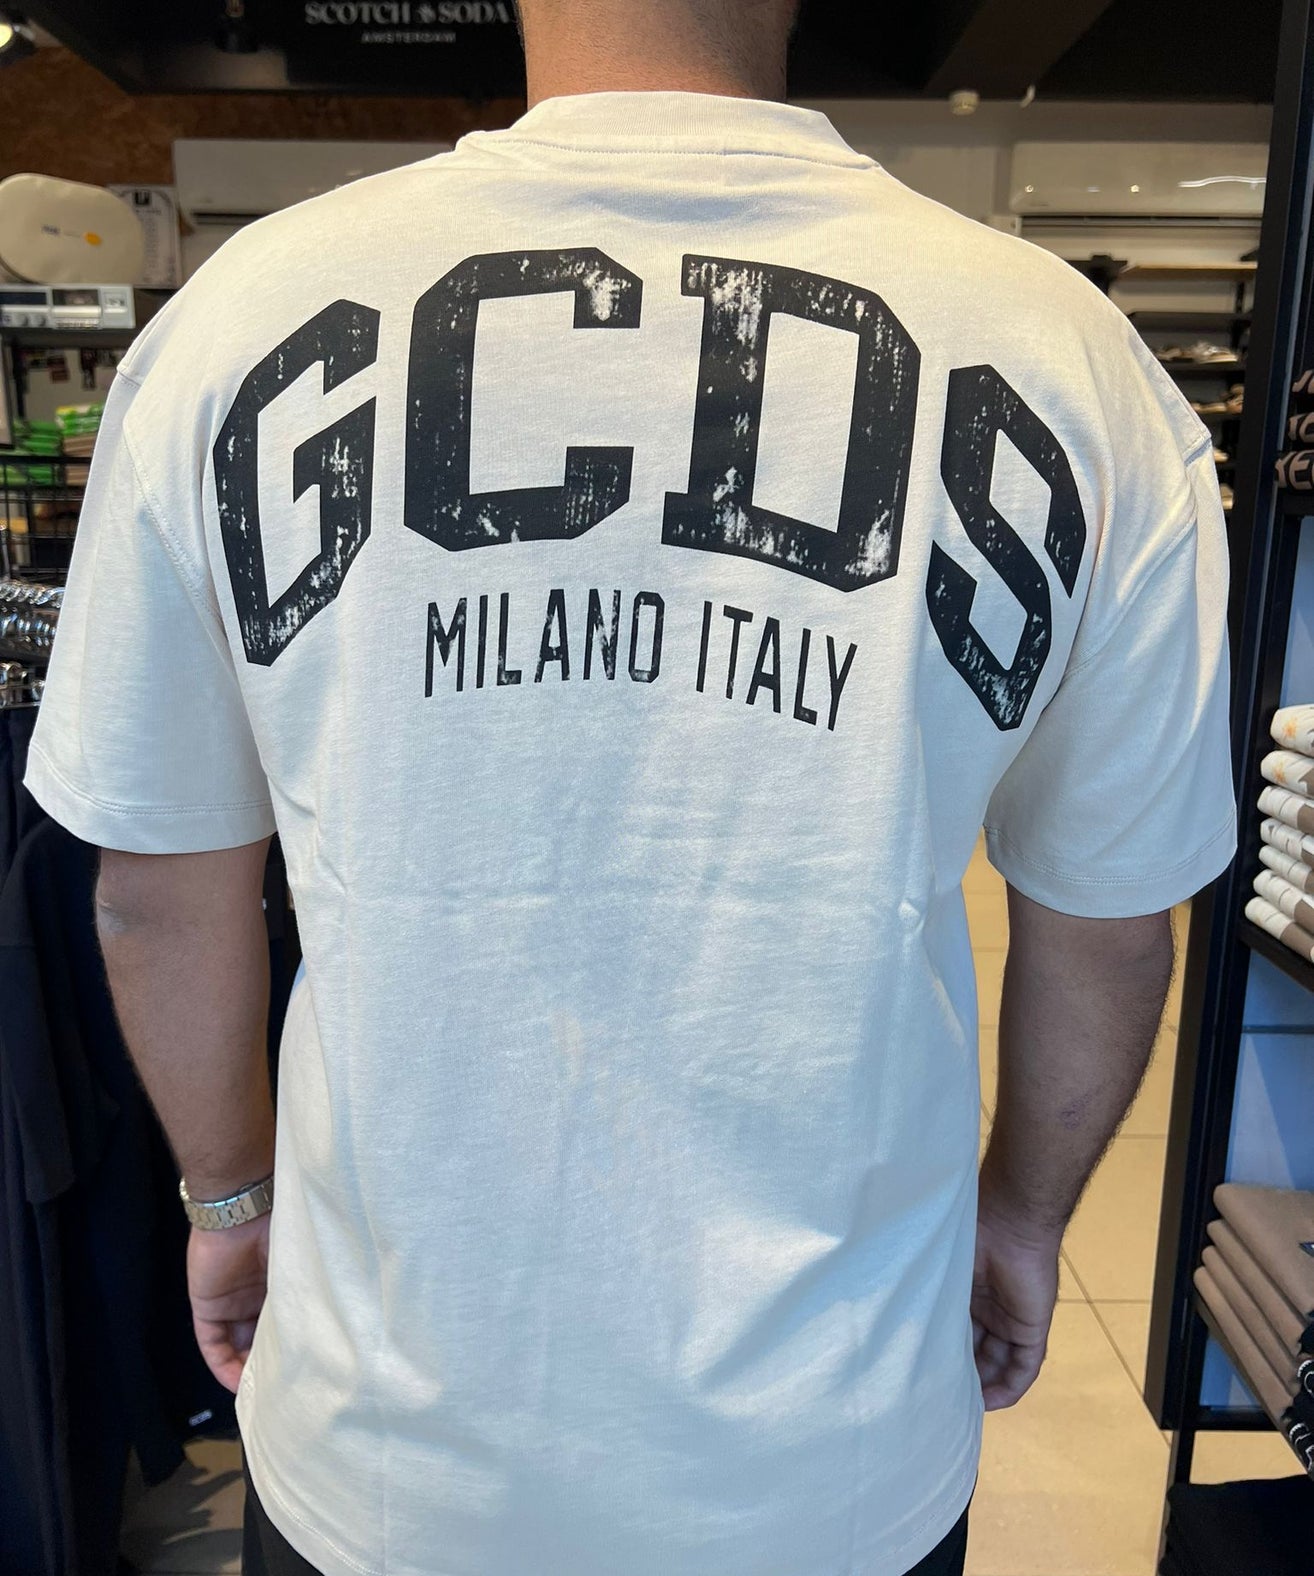 SCOTCH & SODA
AMSTERDAM
GCDS
MILANO ITALY